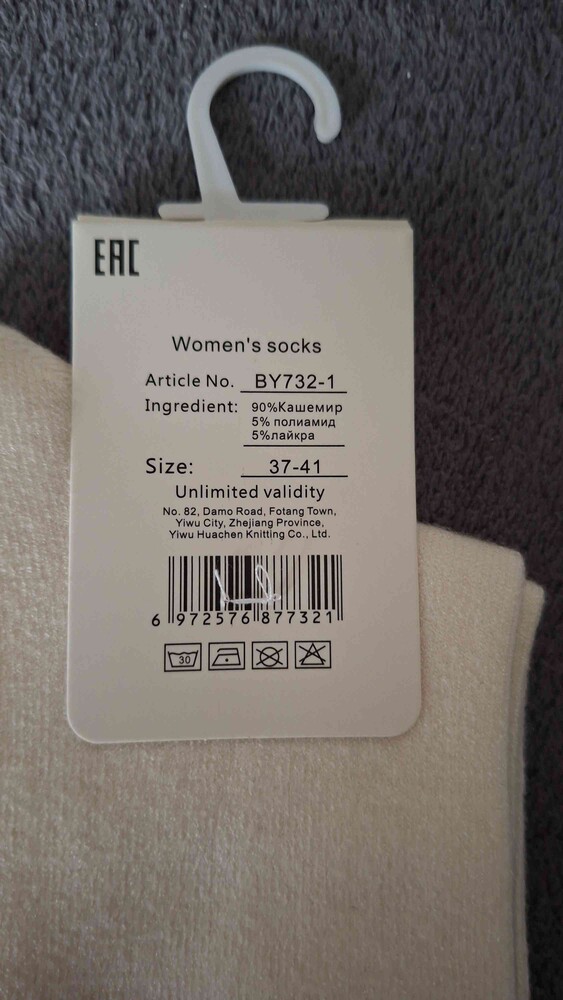 EAC
Women's socks
Article No. BY732-1
Ingredient: 90%Кашемир
5% полиамид
5%лайкра
Size: 37-41
Unlimited validity
No. 82, Damo Road, Fotang Town,
Yiwu City, Zhejiang Province,
Yiwu Huachen Knitting Co., Ltd.
6 972576 877321
30